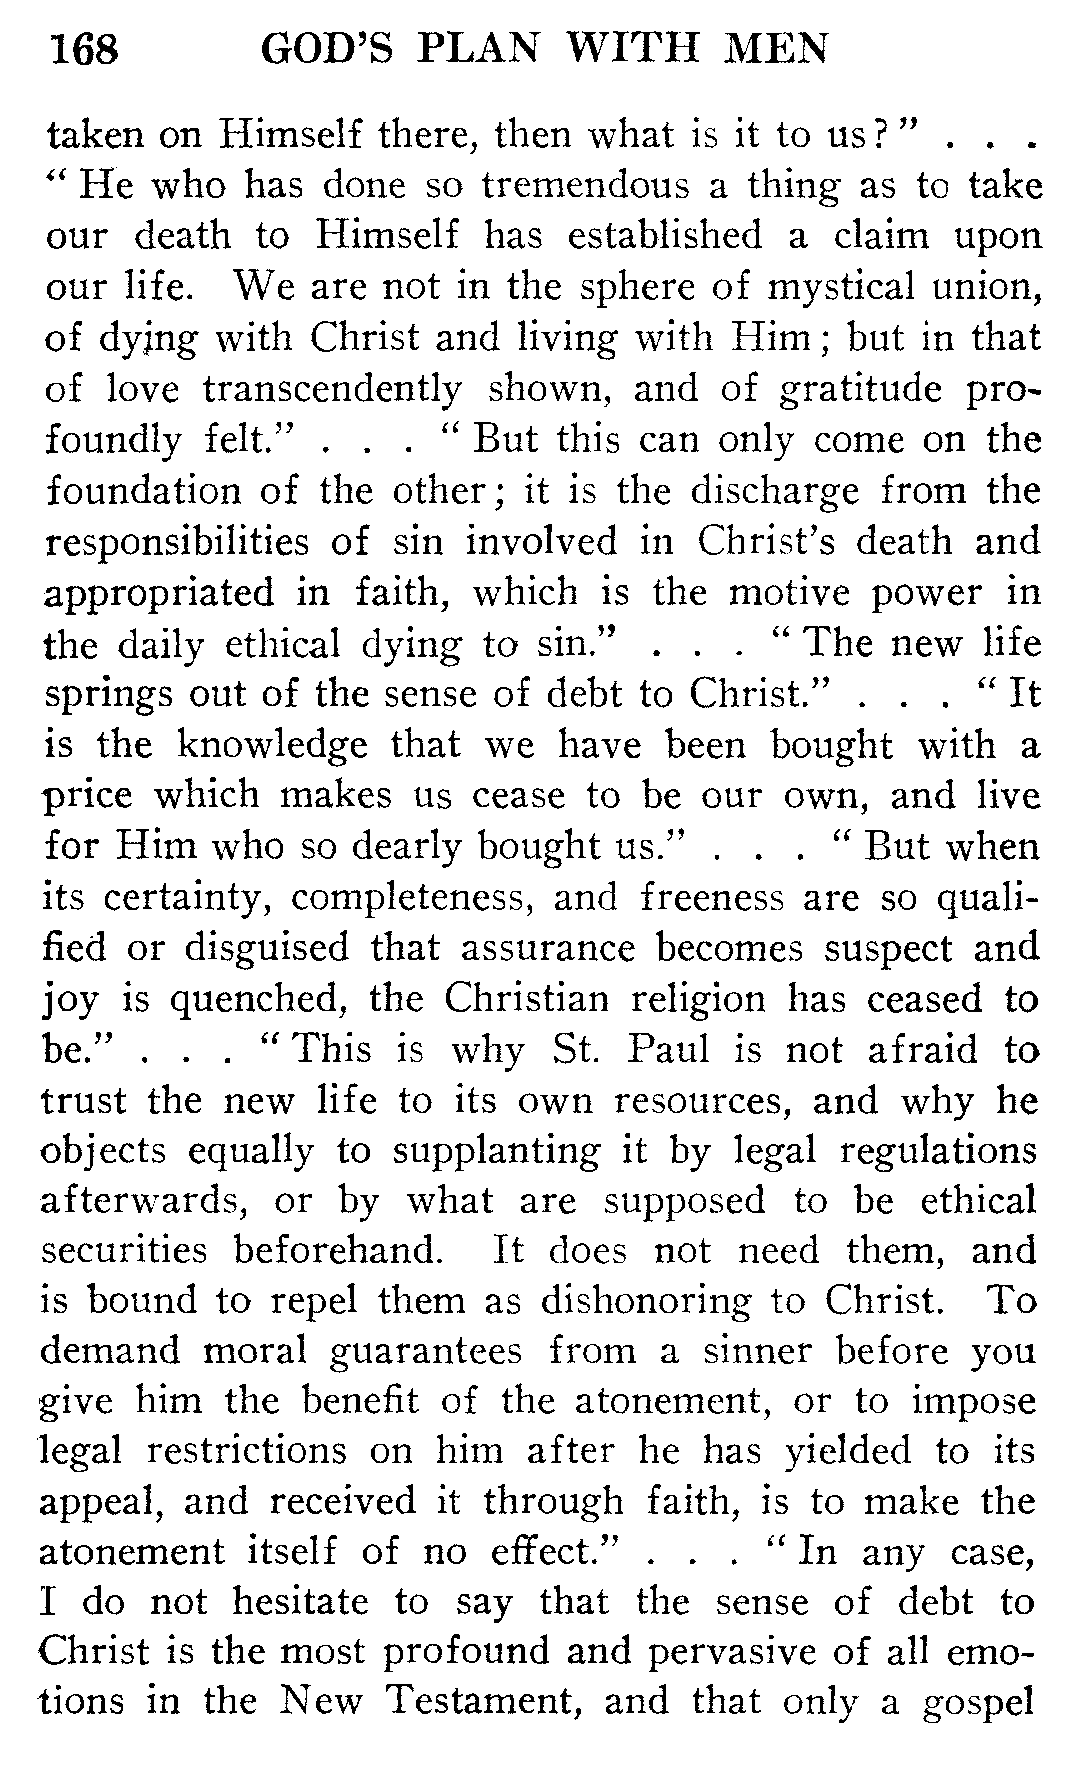 168 GOD'S PLAN WITH MEN
taken on Himself there, then what is it to us?" . . .
"He who has done so tremendous a thing as to take
our death to Himself has established a claim upon
our life. We are not in the sphere of mystical union,
of dying with Christ and living with Him; but in that
of love transcendently shown, and of gratitude pro-
foundly felt." . . . "But this can only come on the
foundation of the other; it is the discharge from the
responsibilities of sin involved in Christ's death and
appropriated in faith, which is the motive power in
the daily ethical dying to sin." . . . "The new life
springs out of the sense of debt to Christ." . . . "It
is the knowledge that we have been bought with a
price which makes us cease to be our own, and live
for Him who so dearly bought us." . . . "But when
its certainty, completeness, and freeness are so quali-
fied or disguised that assurance becomes suspect and
joy is quenched, the Christian religion has ceased to
be." . . . "This is why St. Paul is not afraid to
trust the new life to its own resources, and why he
objects equally to supplanting it by legal regulations
afterwards, or by what are supposed to be ethical
securities beforehand. It does not need them, and
is bound to repel them as dishonoring to Christ. To
demand moral guarantees from a sinner before you
give him the benefit of the atonement, or to impose
legal restrictions on him after he has yielded to its
appeal, and received it through faith, is to make the
atonement itself of no effect." . . . "In any case,
I do not hesitate to say that the sense of debt to
Christ is the most profound and pervasive of all emo-
tions in the New Testament, and that only a gospel